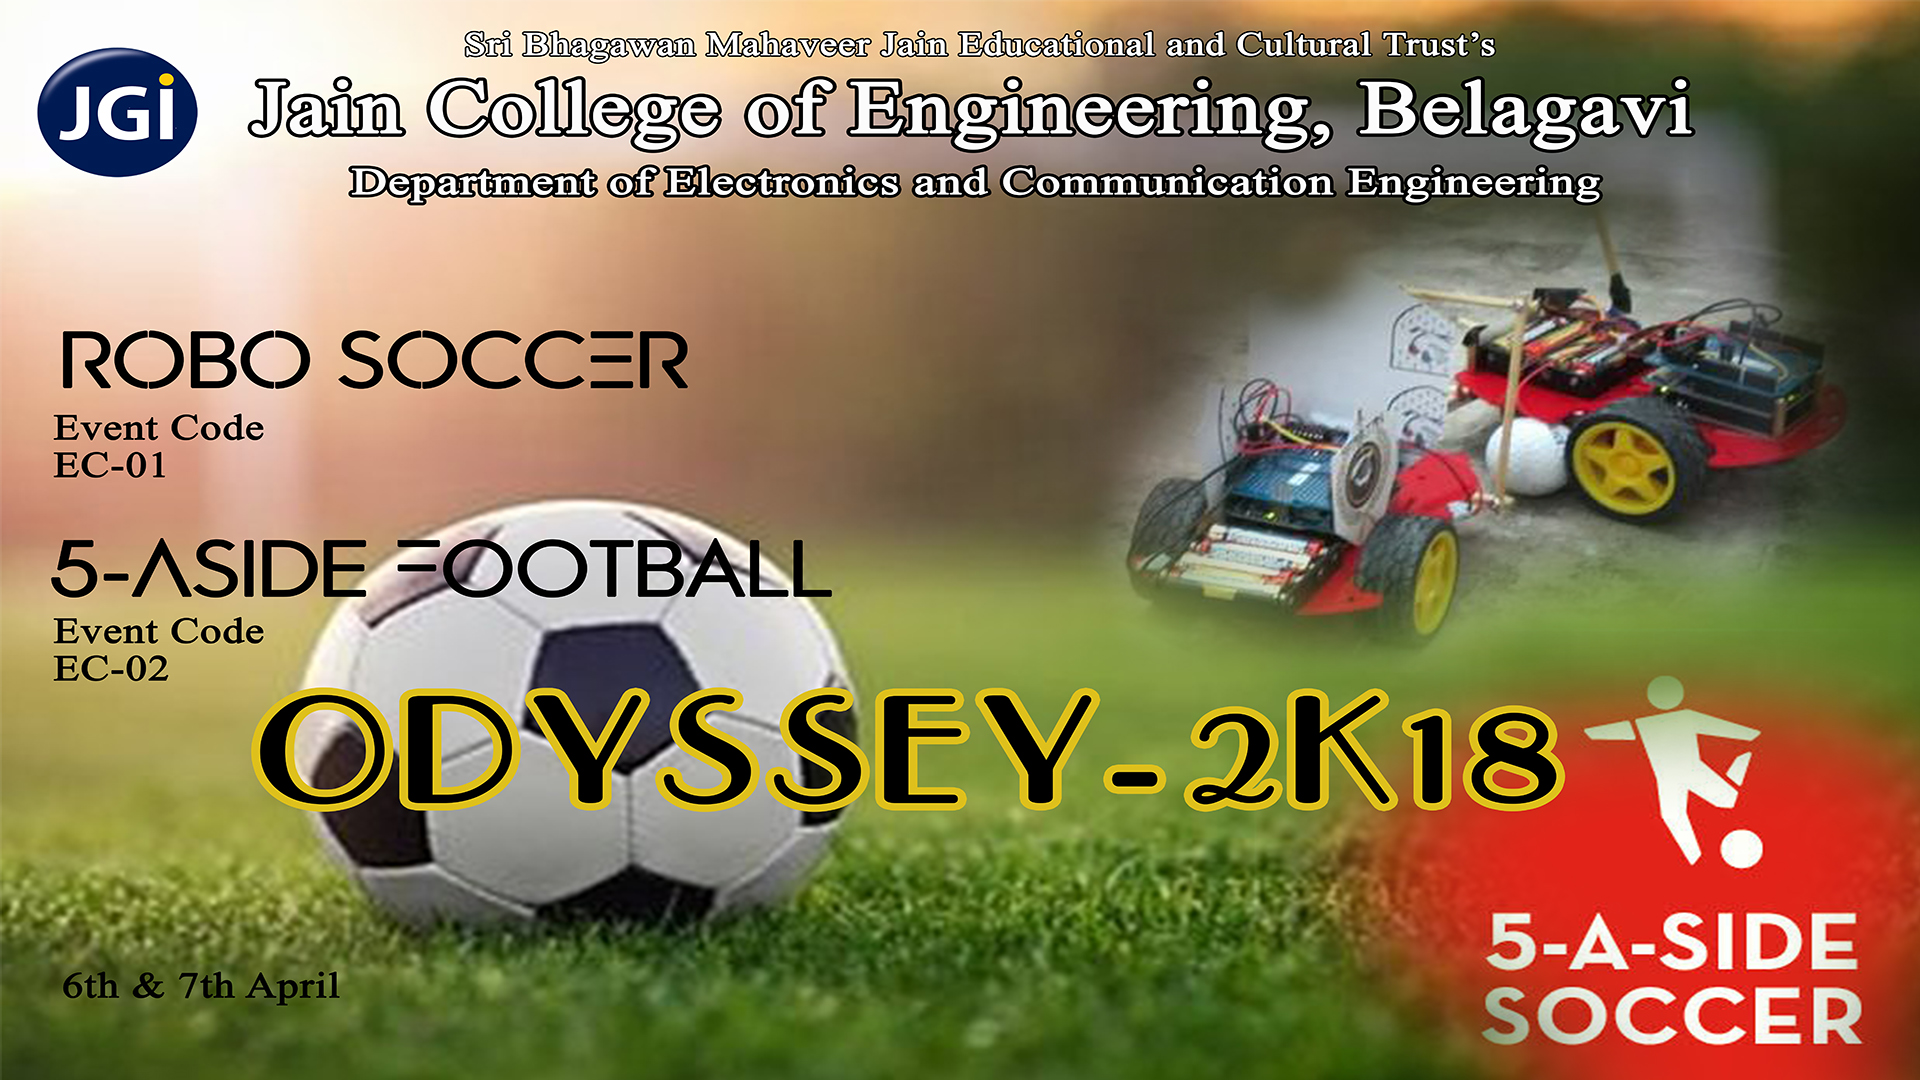 JGi
Sri Bhagawan Mahaveer Jain Educational and Cultural Trust's
Jain College of Engineering, Belagavi
Department of Electronics and Communication Engineering
ROBO SOCCER
Event Code
EC-01
5-ASIDE FOOTBALL
Event Code
EC-02
ODYSSEY-2K18
6th & 7th April
5-A-SIDE
SOCCER